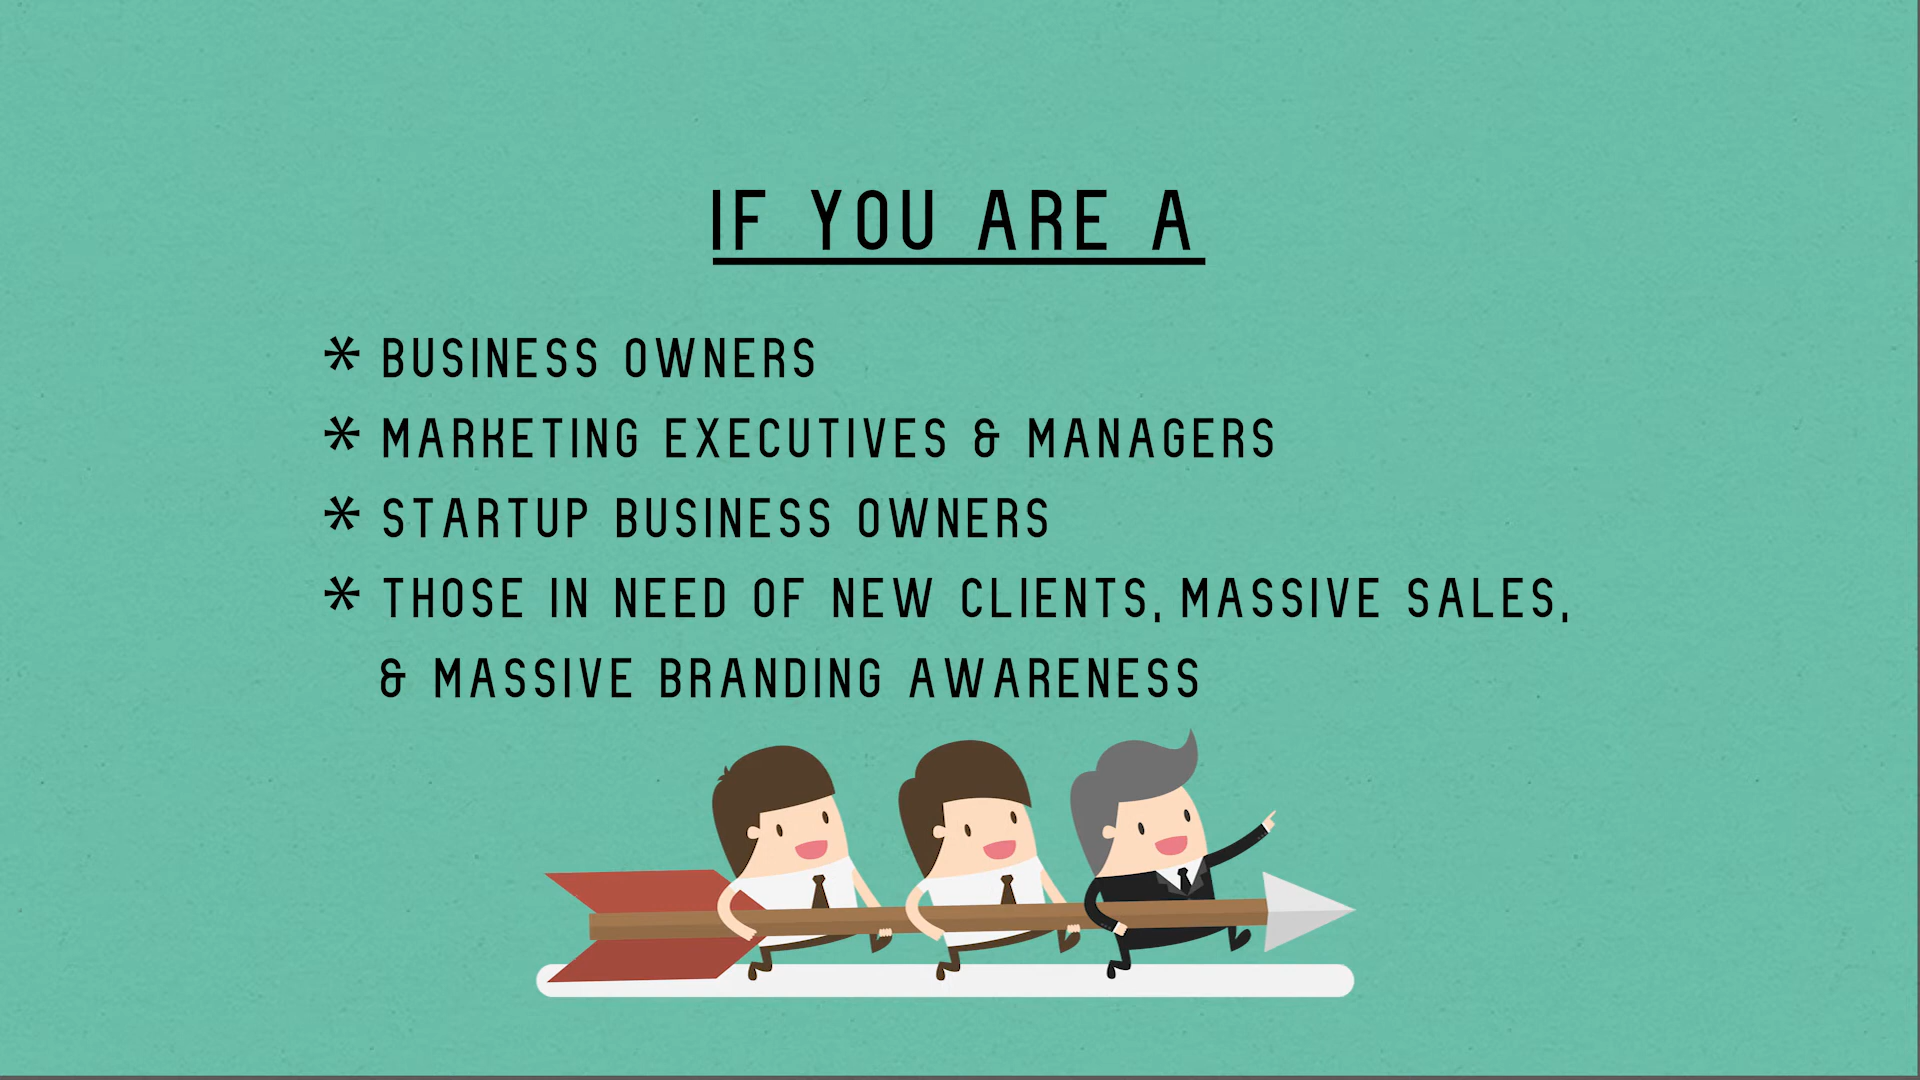 IF YOU ARE A
* BUSINESS OWNERS
* MARKETING EXECUTIVES & MANAGERS
* STARTUP BUSINESS OWNERS
* THOSE IN NEED OF NEW CLIENTS, MASSIVE SALES,
& MASSIVE BRANDING AWARENESS